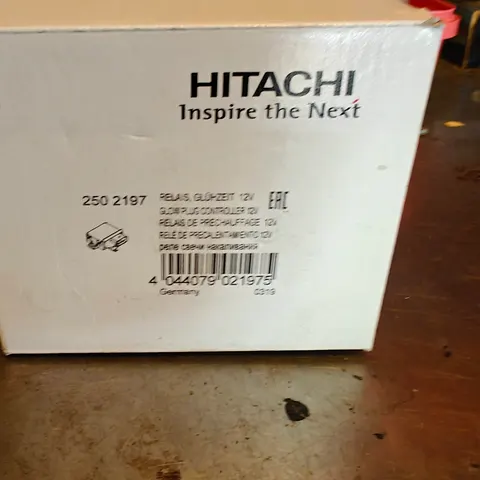 HITACHI
Inspire the Next
250 2197
RELAIS, GLÜHZEIT 12V
EAC
GLOW PLUG CONTROLLER 12V
RELAIS DE PRECHAUFFAGE 12V
RELÉ DE PRECALENTAMIENTO 12V
реле свечи накаливания
4 044079 021975
Germany 0319